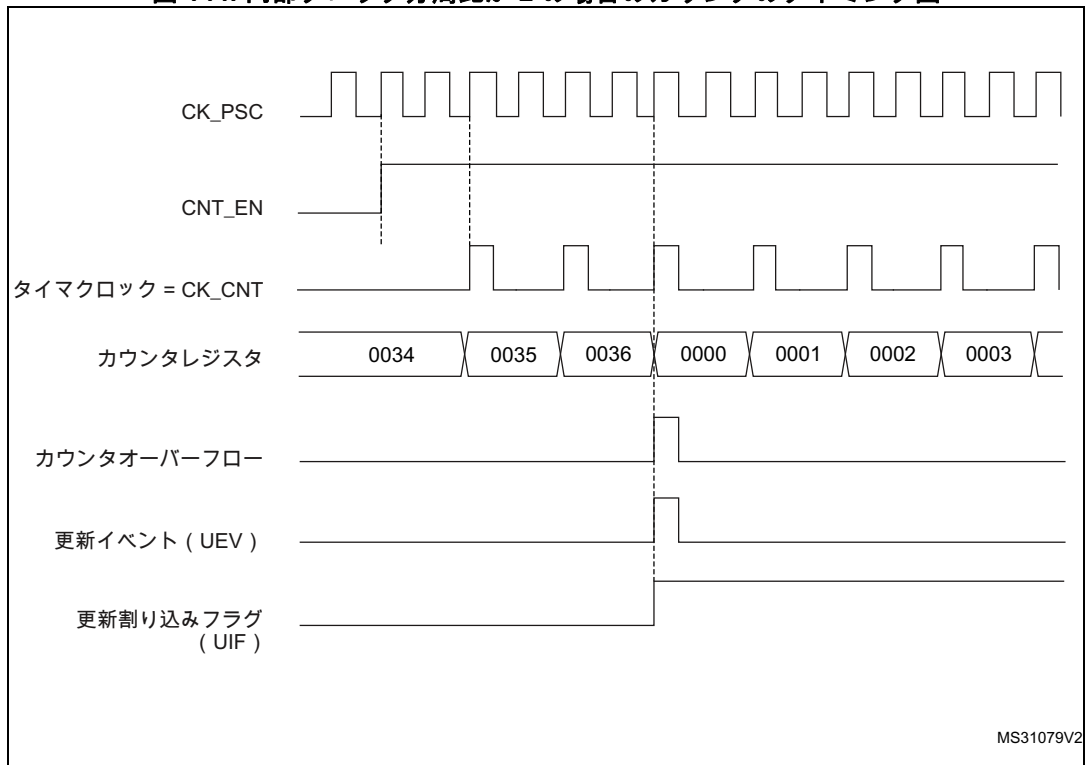 CK_PSC
CNT_EN
タイマクロック = CK_CNT
カウンタレジスタ
0034 0035 0036 0000 0001 0002 0003
カウンタオーバーフロー
更新イベント ( UEV )
更新割り込みフラグ
( UIF )
MS31079V2